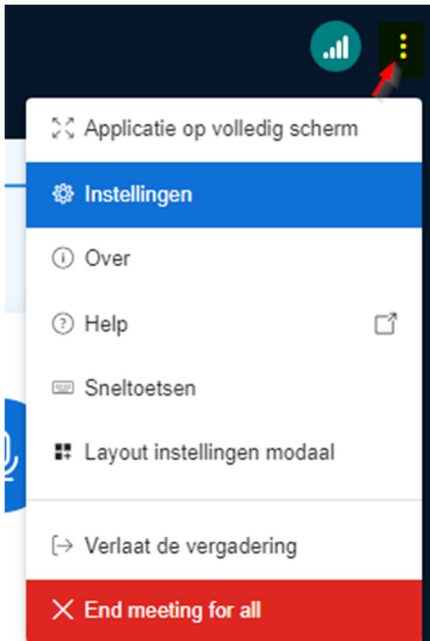 Applicatie op volledig scherm
Instellingen
Over
Help
Sneltoetsen
Layout instellingen modaal
Verlaat de vergadering
End meeting for all